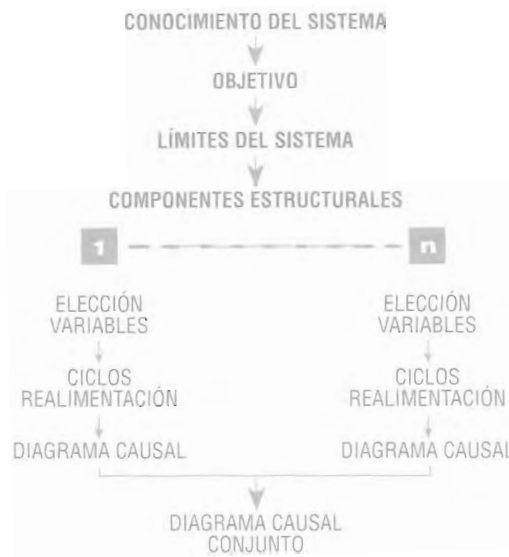 CONOCIMIENTO DEL SISTEMA
OBJETIVO
LÍMITES DEL SISTEMA
COMPONENTES ESTRUCTURALES
1
n
ELECCIÓN
VARIABLES
CICLOS
REALIMENTACIÓN
DIAGRAMA CAUSAL
ELECCIÓN
VARIABLES
CICLOS
REALIMENTACIÓN
DIAGRAMA CAUSAL
DIAGRAMA CAUSAL
CONJUNTO